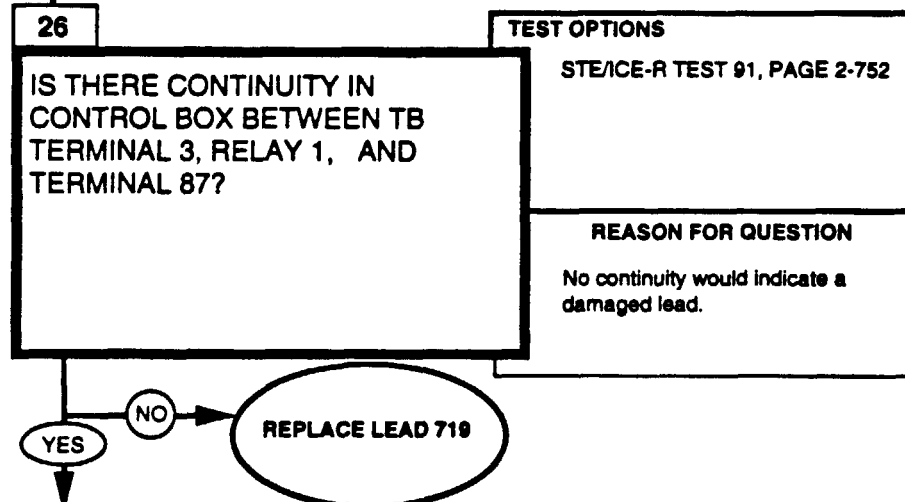 26
IS THERE CONTINUITY IN
CONTROL BOX BETWEEN TB
TERMINAL 3, RELAY 1, AND
TERMINAL 87?
TEST OPTIONS
STE/ICE-R TEST 91, PAGE 2-752
REASON FOR QUESTION
No continuity would indicate a
damaged lead.
NO
REPLACE LEAD 719
YES